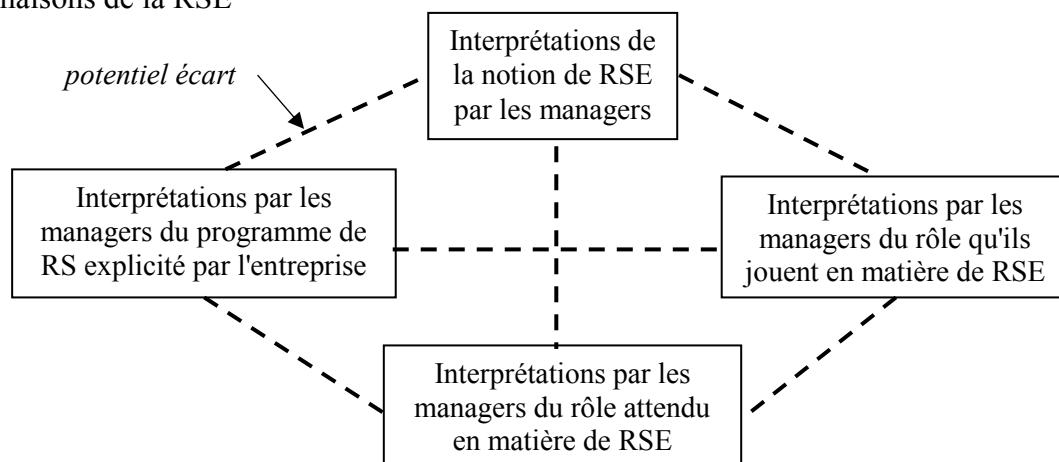 de la RSE
Interprétations de
la notion de RSE
par les managers
potentiel écart
Interprétations par les
managers du programme de
RS explicité par l'entreprise
Interprétations par les
managers du rôle qu'ils
jouent en matière de RSE
Interprétations par les
managers du rôle attendu
en matière de RSE